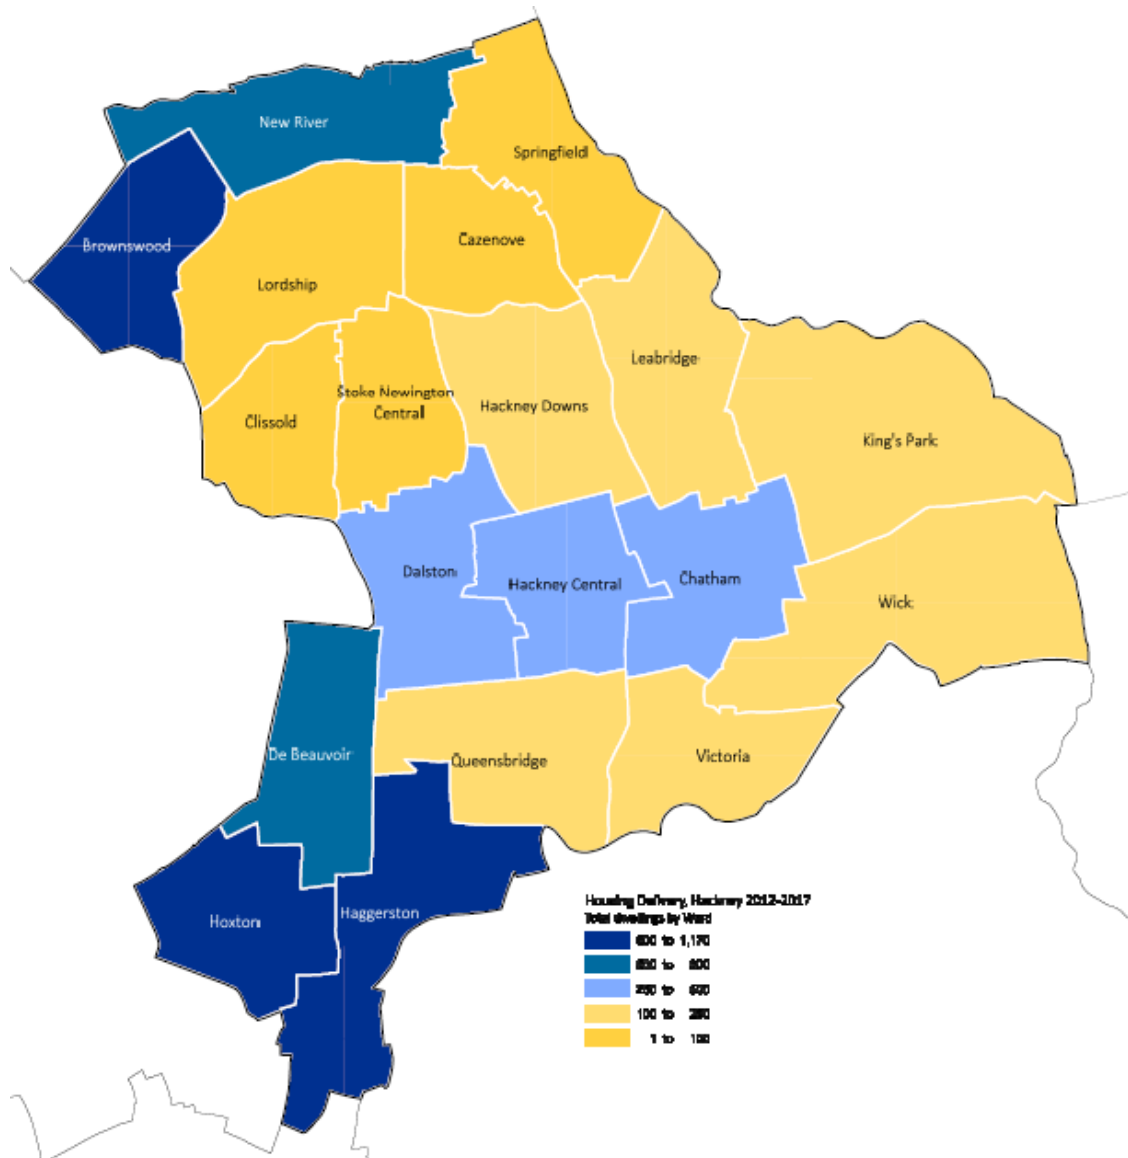 New River
Springfield
Brownswood
Cazenove
Lordship
Leabridge
Stoke Newington
Central
Hackney Downs
Clissold
King's Park
Dalston
Hackney Central
Chatham
Wick
De Beauvoir
Queensbridge
Victoria
Hoxton
Haggerston
Housing Delivery, Hackney 2012-2017
Total dwellings by Ward
to 1,170
to
to
100 to
1 to 100